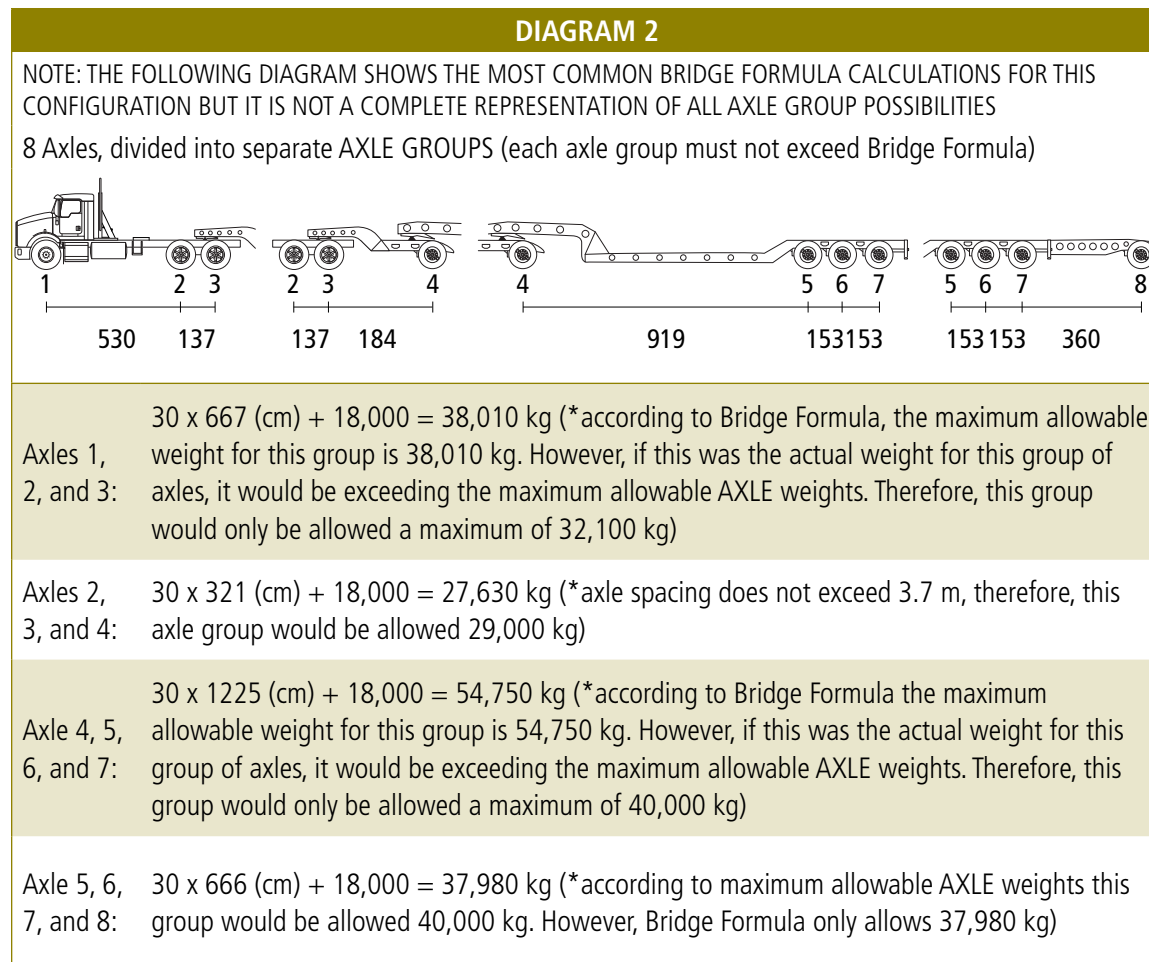 DIAGRAM 2
NOTE: THE FOLLOWING DIAGRAM SHOWS THE MOST COMMON BRIDGE FORMULA CALCULATIONS FOR THIS
CONFIGURATION BUT IT IS NOT A COMPLETE REPRESENTATION OF ALL AXLE GROUP POSSIBILITIES
8 Axles, divided into separate AXLE GROUPS (each axle group must not exceed Bridge Formula)
1 2 3 2 3 4 4 5 6 7 5 6 7 8
530 137 137 184 919 153 153 153 153 360
Axles 1,
2, and 3:
30 x 667 (cm) + 18,000 = 38,010 kg (*according to Bridge Formula, the maximum allowable
weight for this group is 38,010 kg. However, if this was the actual weight for this group of
axles, it would be exceeding the maximum allowable AXLE weights. Therefore, this group
would only be allowed a maximum of 32,100 kg)
Axles 2,
3, and 4:
30 x 321 (cm) + 18,000 = 27,630 kg (*axle spacing does not exceed 3.7 m, therefore, this
axle group would be allowed 29,000 kg)
Axle 4, 5,
6, and 7:
30 x 1225 (cm) + 18,000 = 54,750 kg (*according to Bridge Formula the maximum
allowable weight for this group is 54,750 kg. However, if this was the actual weight for this
group of axles, it would be exceeding the maximum allowable AXLE weights. Therefore, this
group would only be allowed a maximum of 40,000 kg)
Axle 5, 6,
7, and 8:
30 x 666 (cm) + 18,000 = 37,980 kg (*according to maximum allowable AXLE weights this
group would be allowed 40,000 kg. However, Bridge Formula only allows 37,980 kg)